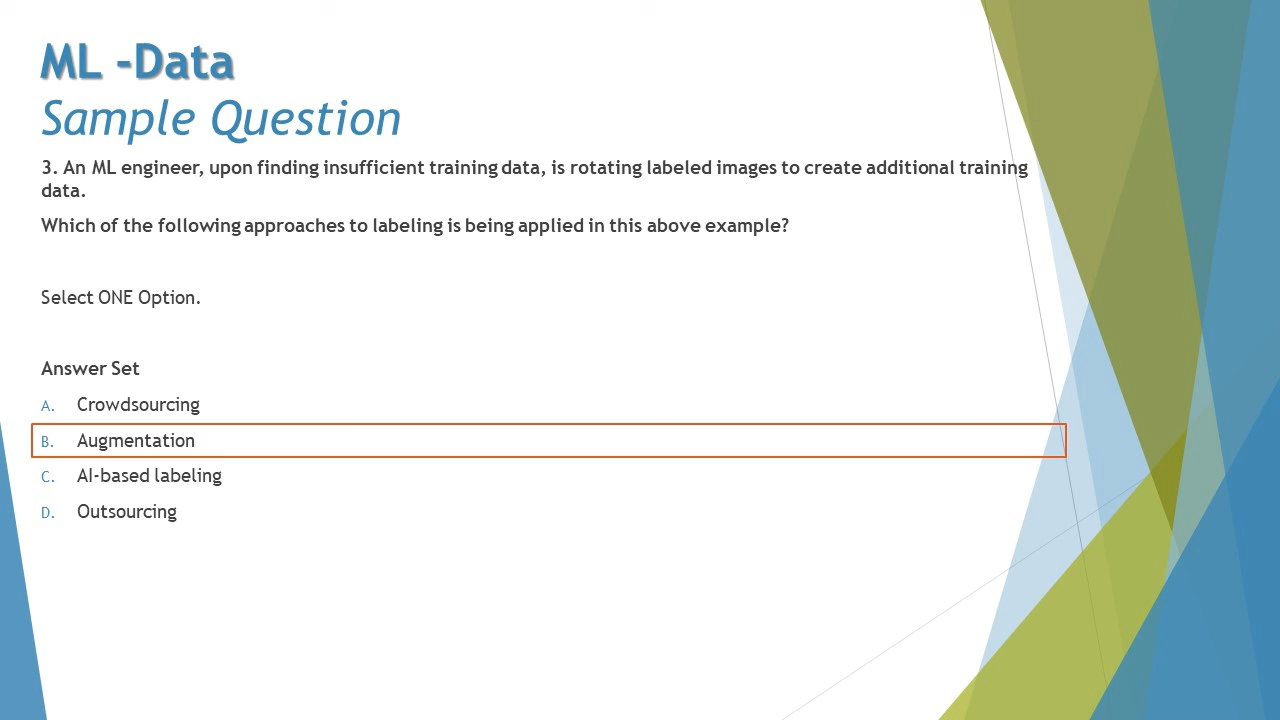 ML -Data
Sample Question
3. An ML engineer, upon finding insufficient training data, is rotating labeled images to create additional training
data.
Which of the following approaches to labeling is being applied in this above example?
Select ONE Option.
Answer Set
A. Crowdsourcing
B. Augmentation
C. AI-based labeling
D. Outsourcing